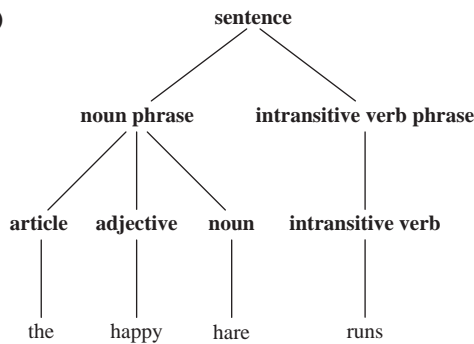 )
sentence
noun phrase intransitive verb phrase
article adjective noun intransitive verb
the happy hare runs